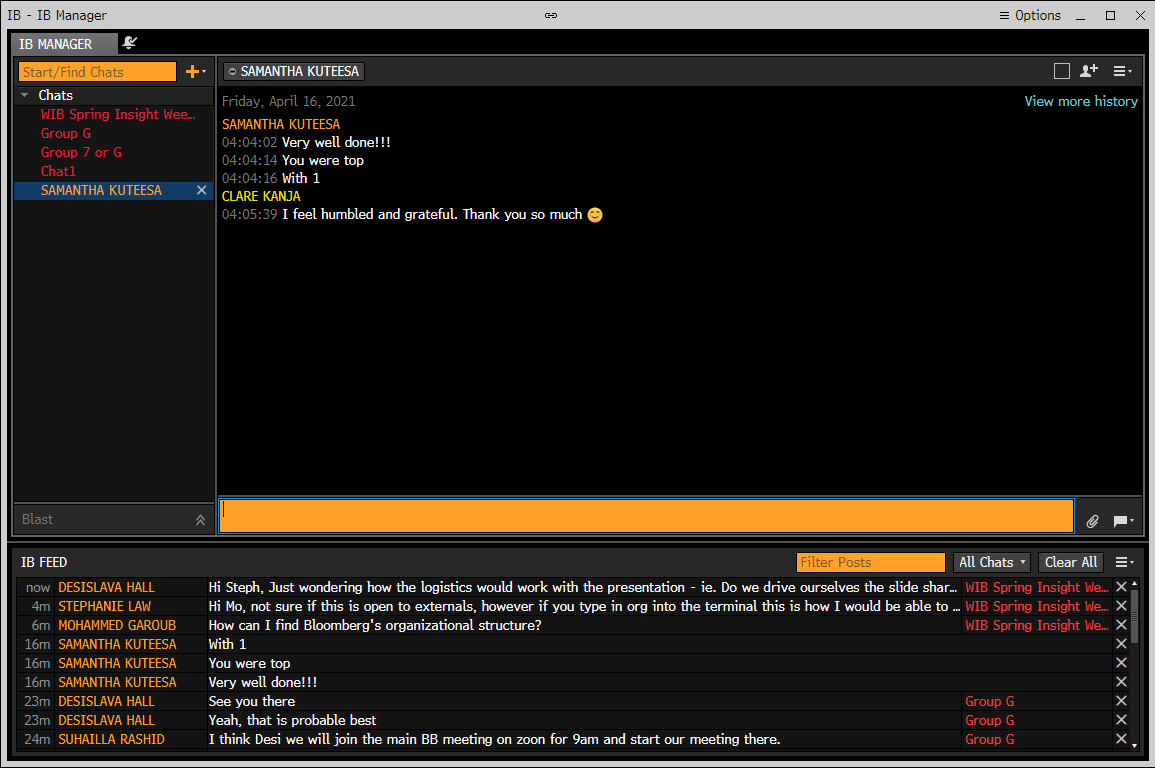 IB - IB Manager
Options
IB MANAGER
Start/Find Chats
Chats
WIB Spring Insight Wee...
Group G
Group 7 or G
Chat1
SAMANTHA KUTEESA
Blast
SAMANTHA KUTEESA
Friday, April 16, 2021 View more history
SAMANTHA KUTEESA
04:04:02 Very well done!!!
04:04:14 You were top
04:04:16 With 1
CLARE KANJA
04:05:39 I feel humbled and grateful. Thank you so much 😊
IB FEED Filter Posts All Chats Clear All
now DESISLAVA HALL Hi Steph, Just wondering how the logistics would work with the presentation - ie. Do we drive ourselves the slide shar... WIB Spring Insight We...
4m STEPHANIE LAW Hi Mo, not sure if this is open to externals, however if you type in org into the terminal this is how I would be able to ... WIB Spring Insight We...
6m MOHAMMED GAROUB How can I find Bloomberg's organizational structure? WIB Spring Insight We...
16m SAMANTHA KUTEESA With 1
16m SAMANTHA KUTEESA You were top
16m SAMANTHA KUTEESA Very well done!!!
23m DESISLAVA HALL See you there Group G
23m DESISLAVA HALL Yeah, that is probable best Group G
24m SUHAILLA RASHID I think Desi we will join the main BB meeting on zoon for 9am and start our meeting there. Group G